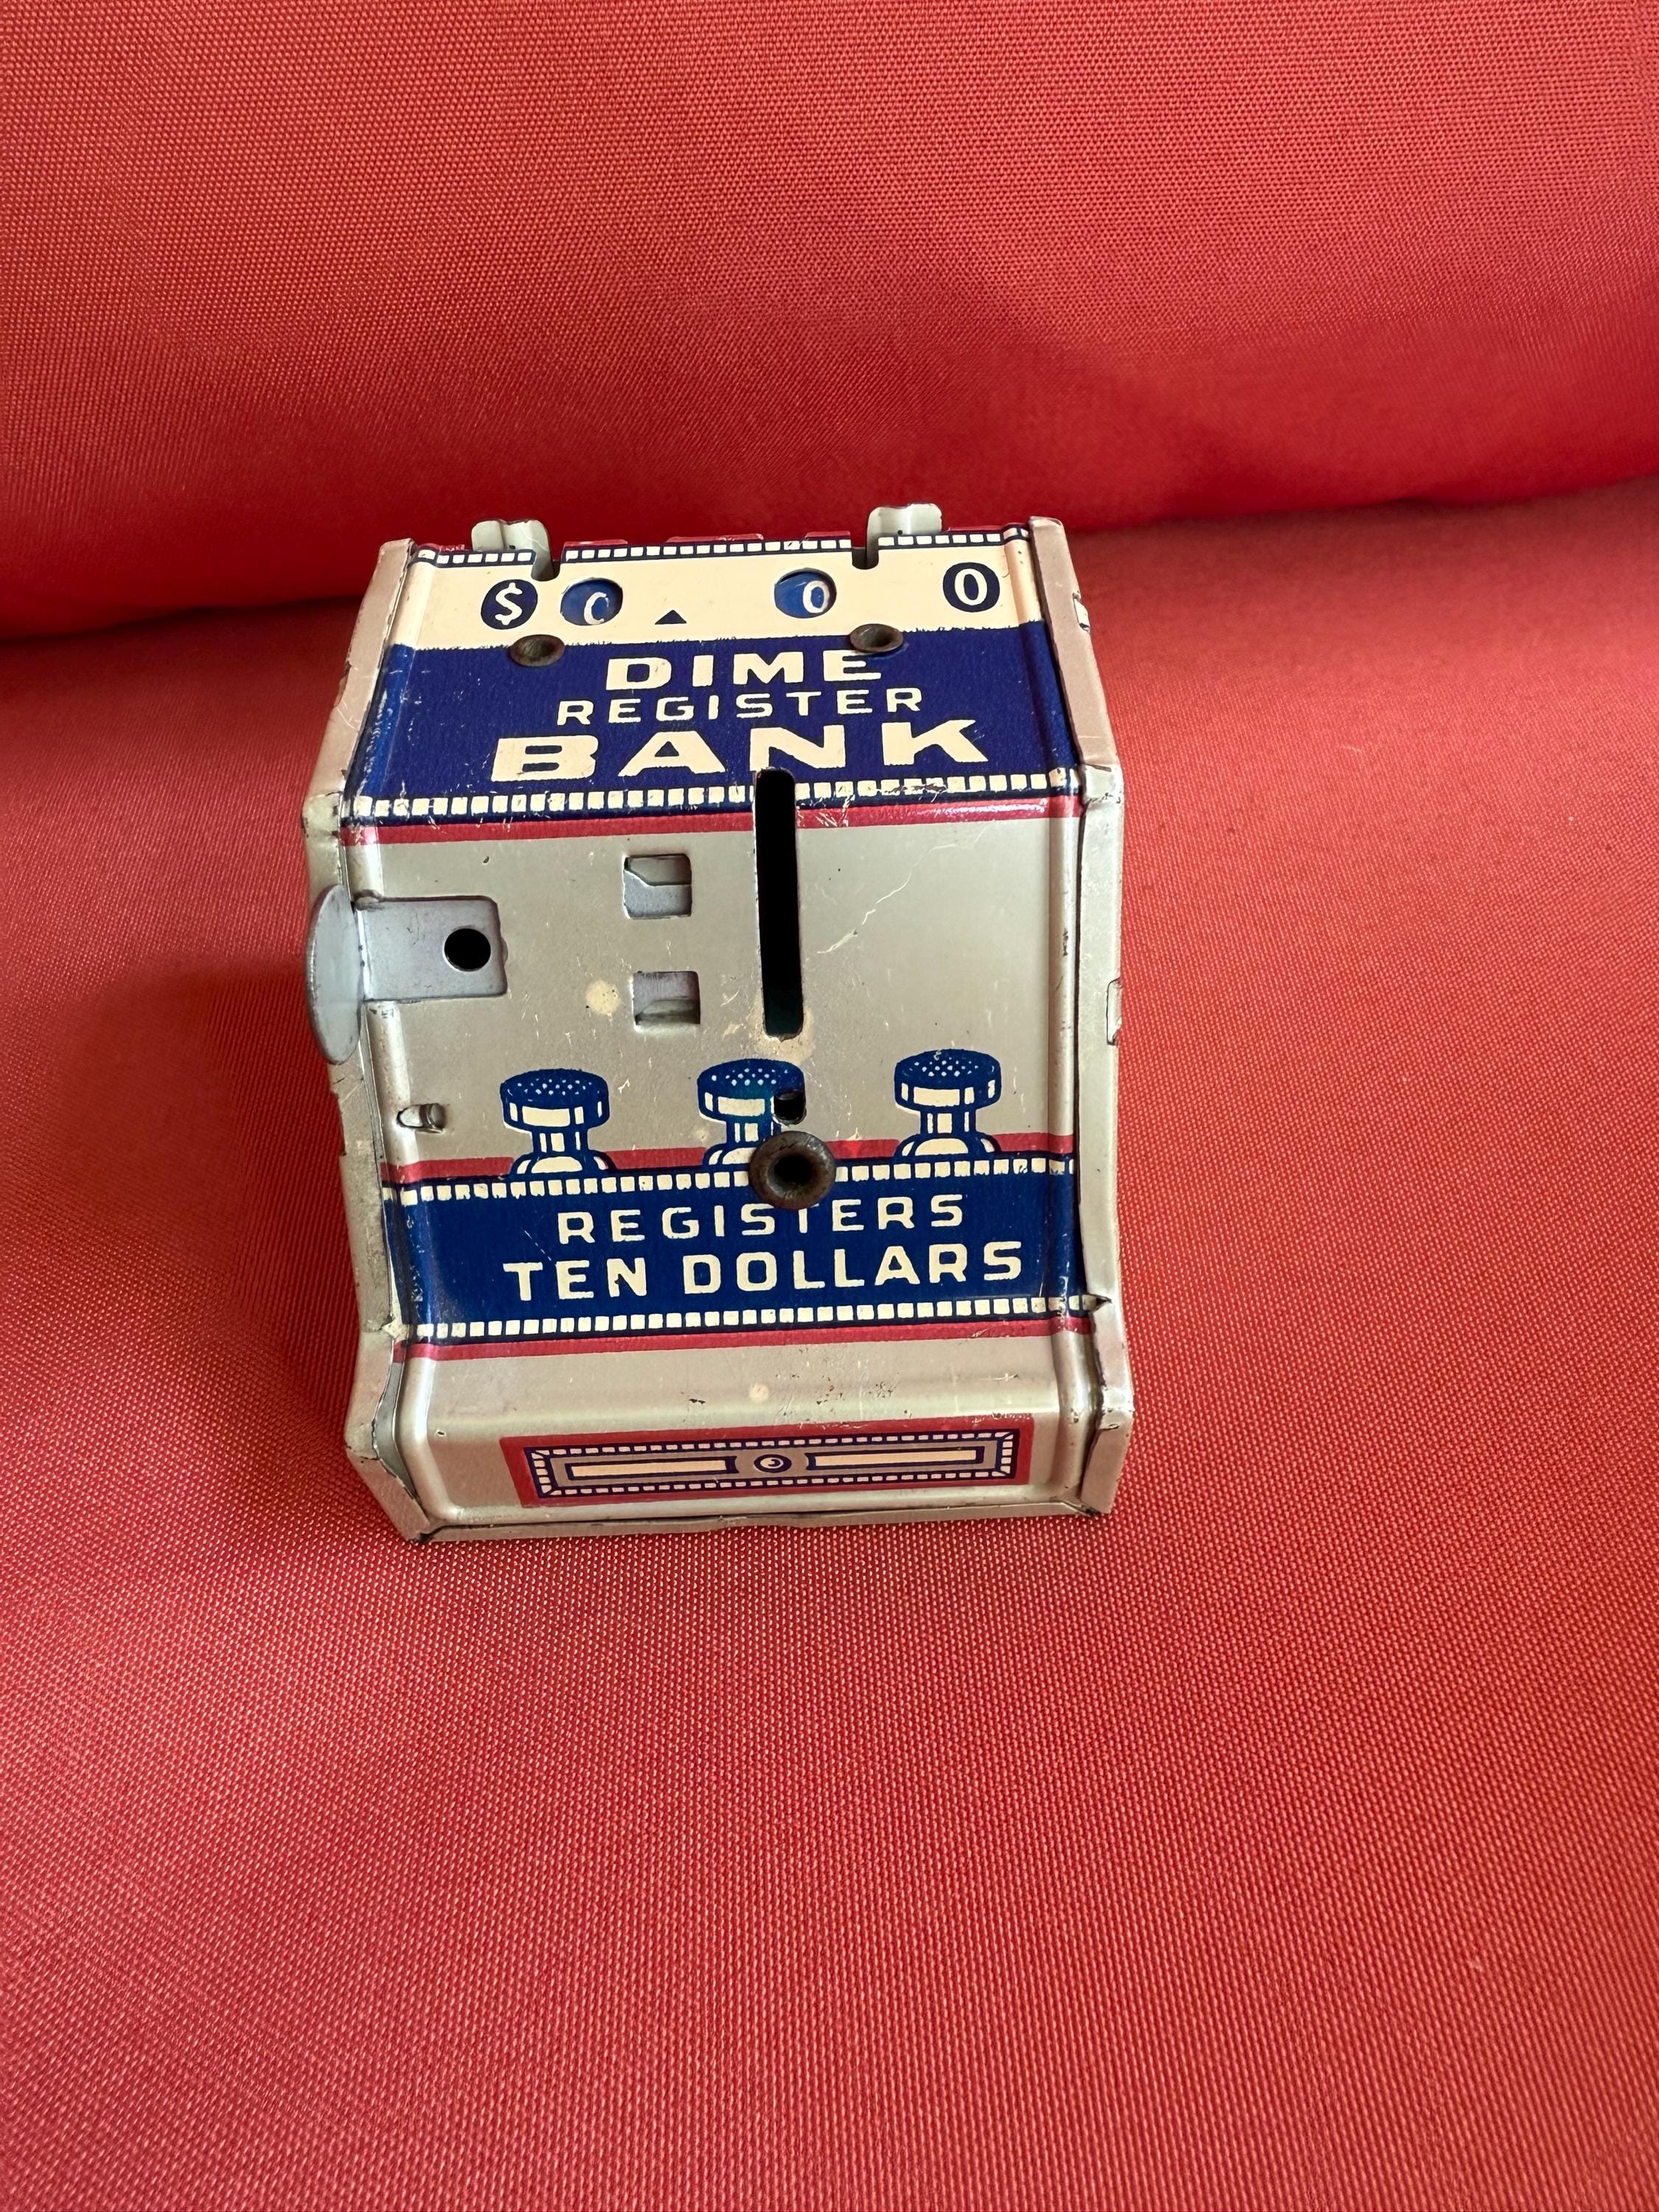 $ 0 0 0
DIME
REGISTER
BANK
REGISTERS
TEN DOLLARS